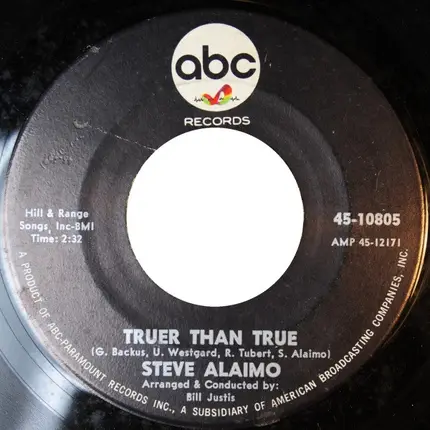 abc
RECORDS
Hill & Range
Songs, Inc-BMI
Time: 2:32
45-10805
AMP 45-12171
TRUER THAN TRUE
(G. Backus, U. Westgard, R. Tubert, S. Alaimo)
STEVE ALAIMO
Arranged & Conducted by:
Bill Justis
A PRODUCT OF ABC-PARAMOUNT RECORDS INC., A SUBSIDIARY OF AMERICAN BROADCASTING COMPANIES, INC.